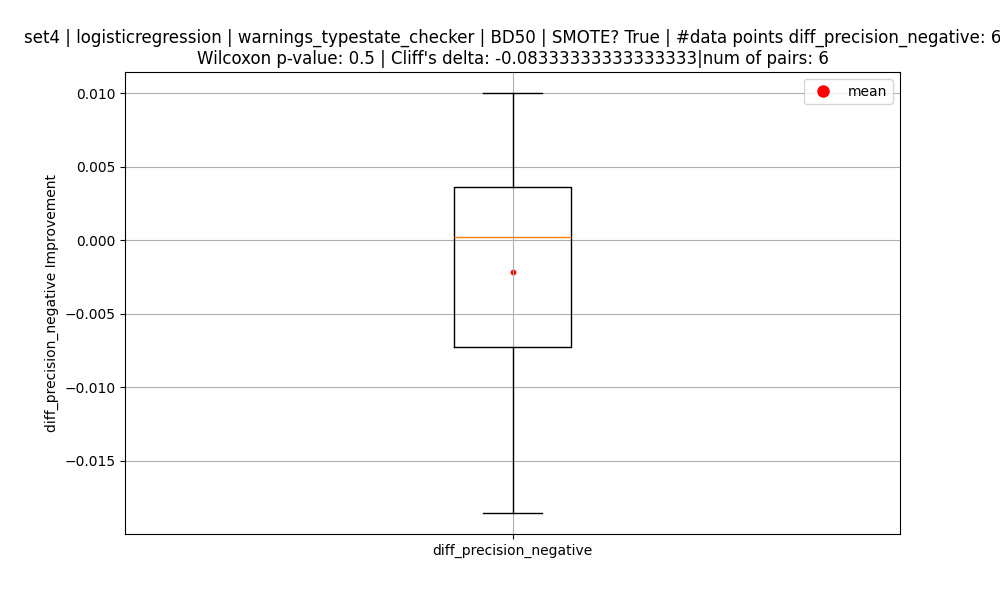 set4 | logisticregression | warnings_typestate_checker | BD50 | SMOTE? True | #data points diff_precision_negative: 6
Wilcoxon p-value: 0.5 | Cliff's delta: -0.08333333333333333|num of pairs: 6
mean
0.010
0.005
0.000
−0.005
−0.010
−0.015
diff_precision_negative Improvement
diff_precision_negative